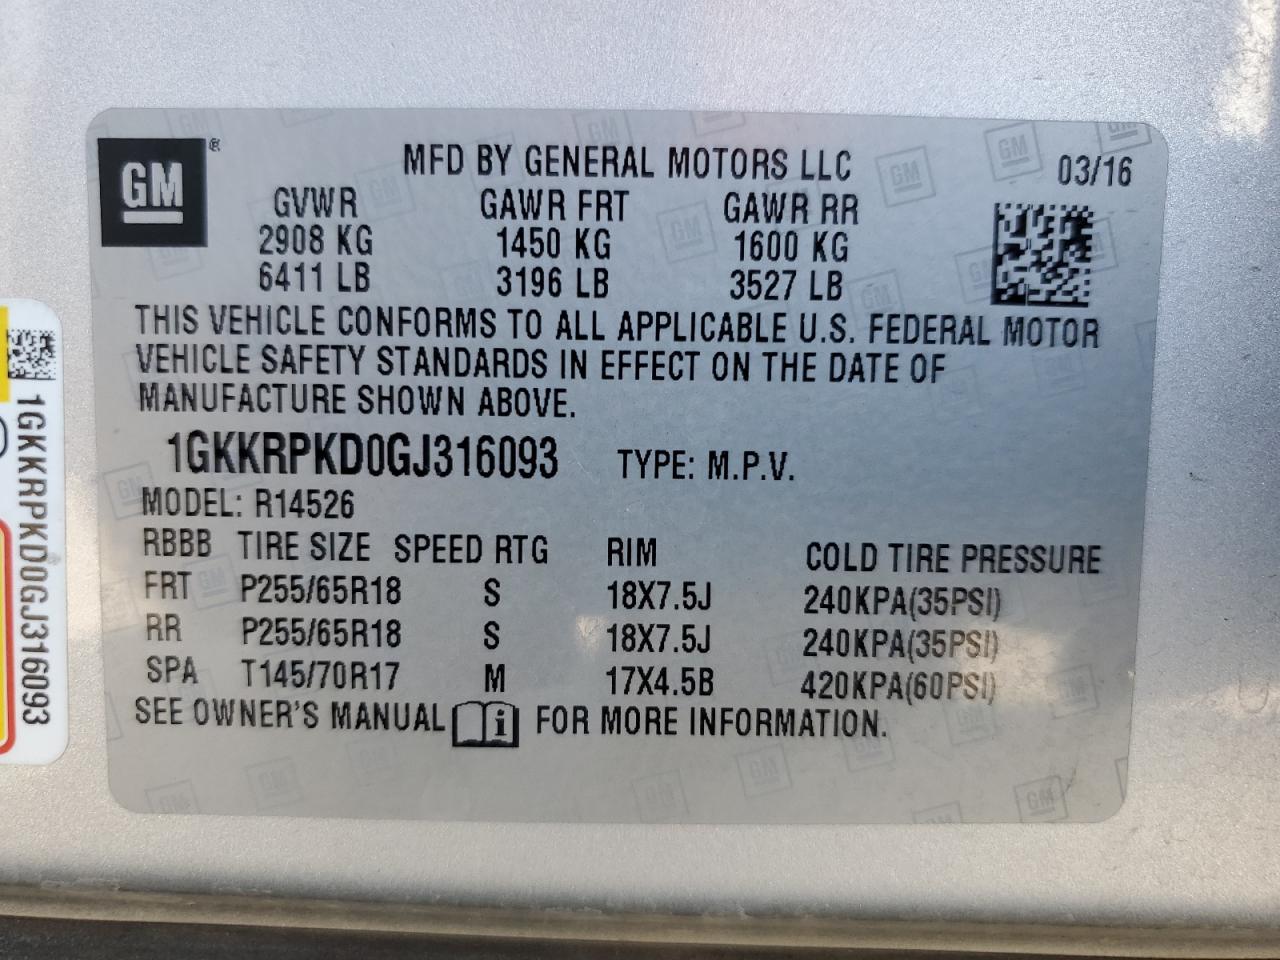 GM ®
MFD BY GENERAL MOTORS LLC 03/16
GVWR GAWR FRT GAWR RR
2908 KG 1450 KG 1600 KG
6411 LB 3196 LB 3527 LB
THIS VEHICLE CONFORMS TO ALL APPLICABLE U.S. FEDERAL MOTOR
VEHICLE SAFETY STANDARDS IN EFFECT ON THE DATE OF
MANUFACTURE SHOWN ABOVE.
1GKKRPKD0GJ316093 TYPE: M.P.V.
MODEL: R14526
RBBB TIRE SIZE SPEED RTG RIM COLD TIRE PRESSURE
FRT P255/65R18 S 18X7.5J 240KPA(35PSI)
RR P255/65R18 S 18X7.5J 240KPA(35PSI)
SPA T145/70R17 M 17X4.5B 420KPA(60PSI)
SEE OWNER'S MANUAL i FOR MORE INFORMATION.
1GKKRPKD0GJ316093